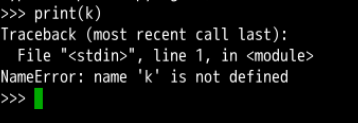 >>> print(k)
Traceback (most recent call last):
  File "<stdin>", line 1, in <module>
NameError: name 'k' is not defined
>>>